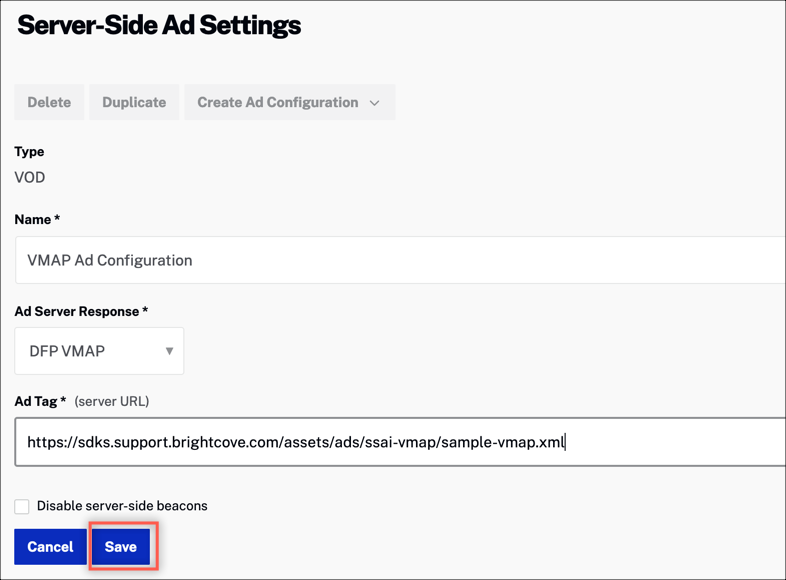 Server-Side Ad Settings
Delete Duplicate Create Ad Configuration
Type
VOD
Name *
VMAP Ad Configuration
Ad Server Response *
DFP VMAP
Ad Tag * (server URL)
https://sdks.support.brightcove.com/assets/ads/ssai-vmap/sample-vmap.xml
Disable server-side beacons
Cancel Save